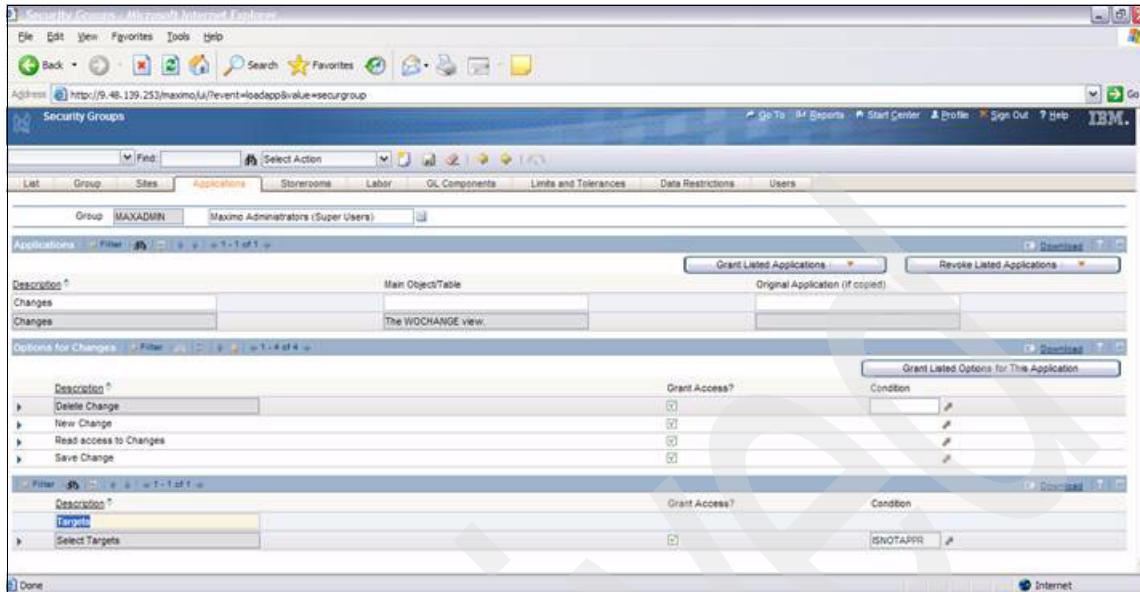 Security Groups - Microsoft Internet Explorer
File Edit View Favorites Tools Help
Back Search Favorites
Address http://9.48.139.253/maximo/ui/?event=loadapp&value=securgroup Go
Security Groups Go To Reports Start Center Profile Sign Out ? Help IBM.
Find: Select Action
List Group Sites Applications Storerooms Labor GL Components Limits and Tolerances Data Restrictions Users
Group MAXADMIN Maximo Administrators (Super Users)
Applications Filter 1 - 1 of 1 Download
Grant Listed Applications Revoke Listed Applications
Description Main Object/Table Original Application (if copied)
Changes
Changes The WOCHANGE view.
Options for Changes Filter 1 - 4 of 4 Download
Grant Listed Options for This Application
Description Grant Access? Condition
Delete Change
New Change
Read access to Changes
Save Change
Filter 1 - 1 of 1 Download
Description Grant Access? Condition
Targets
Select Targets ISNOTAPPR
Done Internet